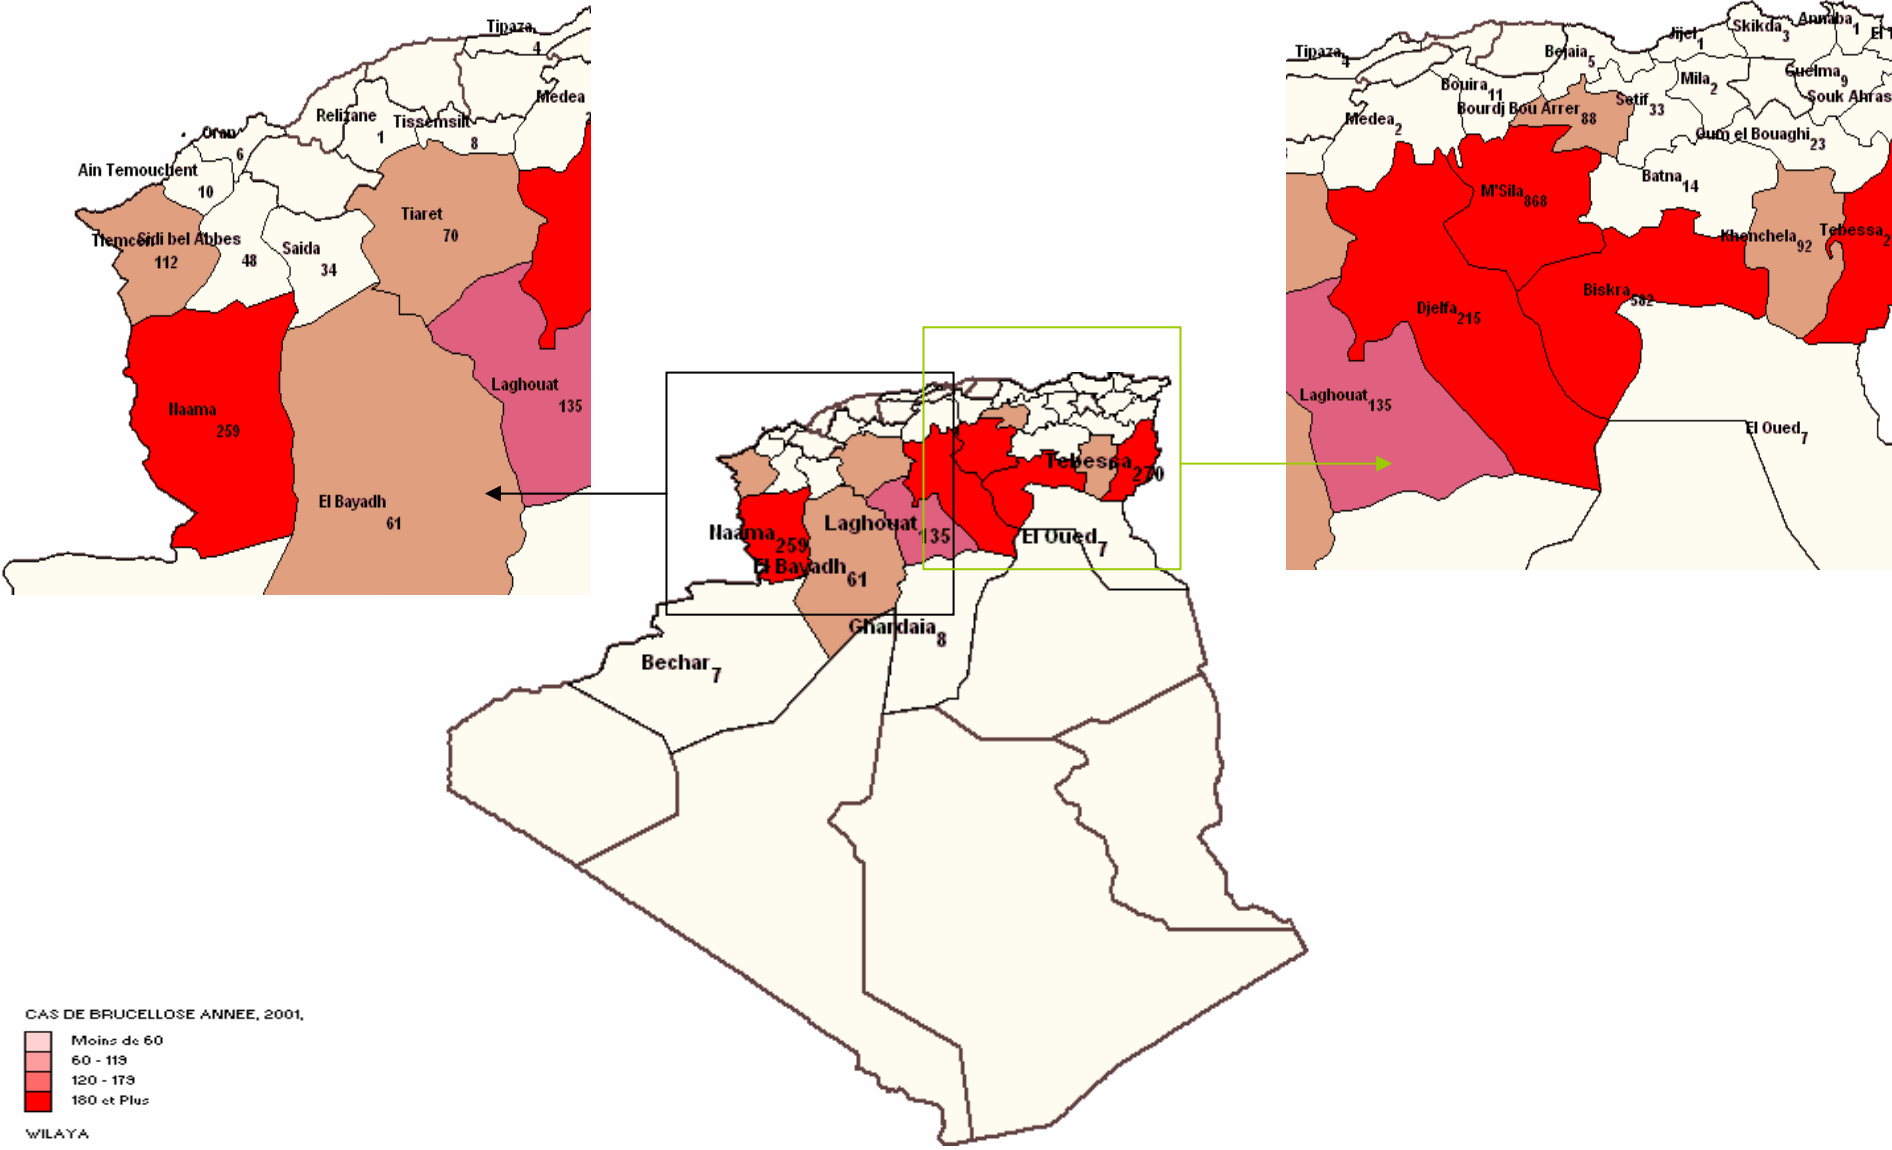 Tipaza
4
Medea
2
Relizane
1
Tissemsilt
8
Oran
6
Ain Temouchent
10
Tiaret
70
Tlemcen
112
Sidi bel Abbes
48
Saida
34
Laghouat
135
Naama
259
El Bayadh
61
Tipaza
4
Bejaia 5
Jijel 1
Skikda 3
Annaba 1
El
Bouira 11
Bourdj Bou Arrer 88
Setif 33
Mila 2
Guelma 9
Souk Ahras
Medea 2
Oum el Bouaghi 23
M'Sila 868
Batna 14
Khenchela 92
Tebessa 2
Biskra 582
Djelfa 215
Laghouat 135
El Oued 7
Tebessa 270
Laghouat 135
Naama 259
El Oued 7
El Bayadh 61
Ghardaia 8
Bechar 7
CAS DE BRUCELLOSE ANNEE, 2001,
Moins de 60
60 - 119
120 - 179
180 et Plus
WILAYA